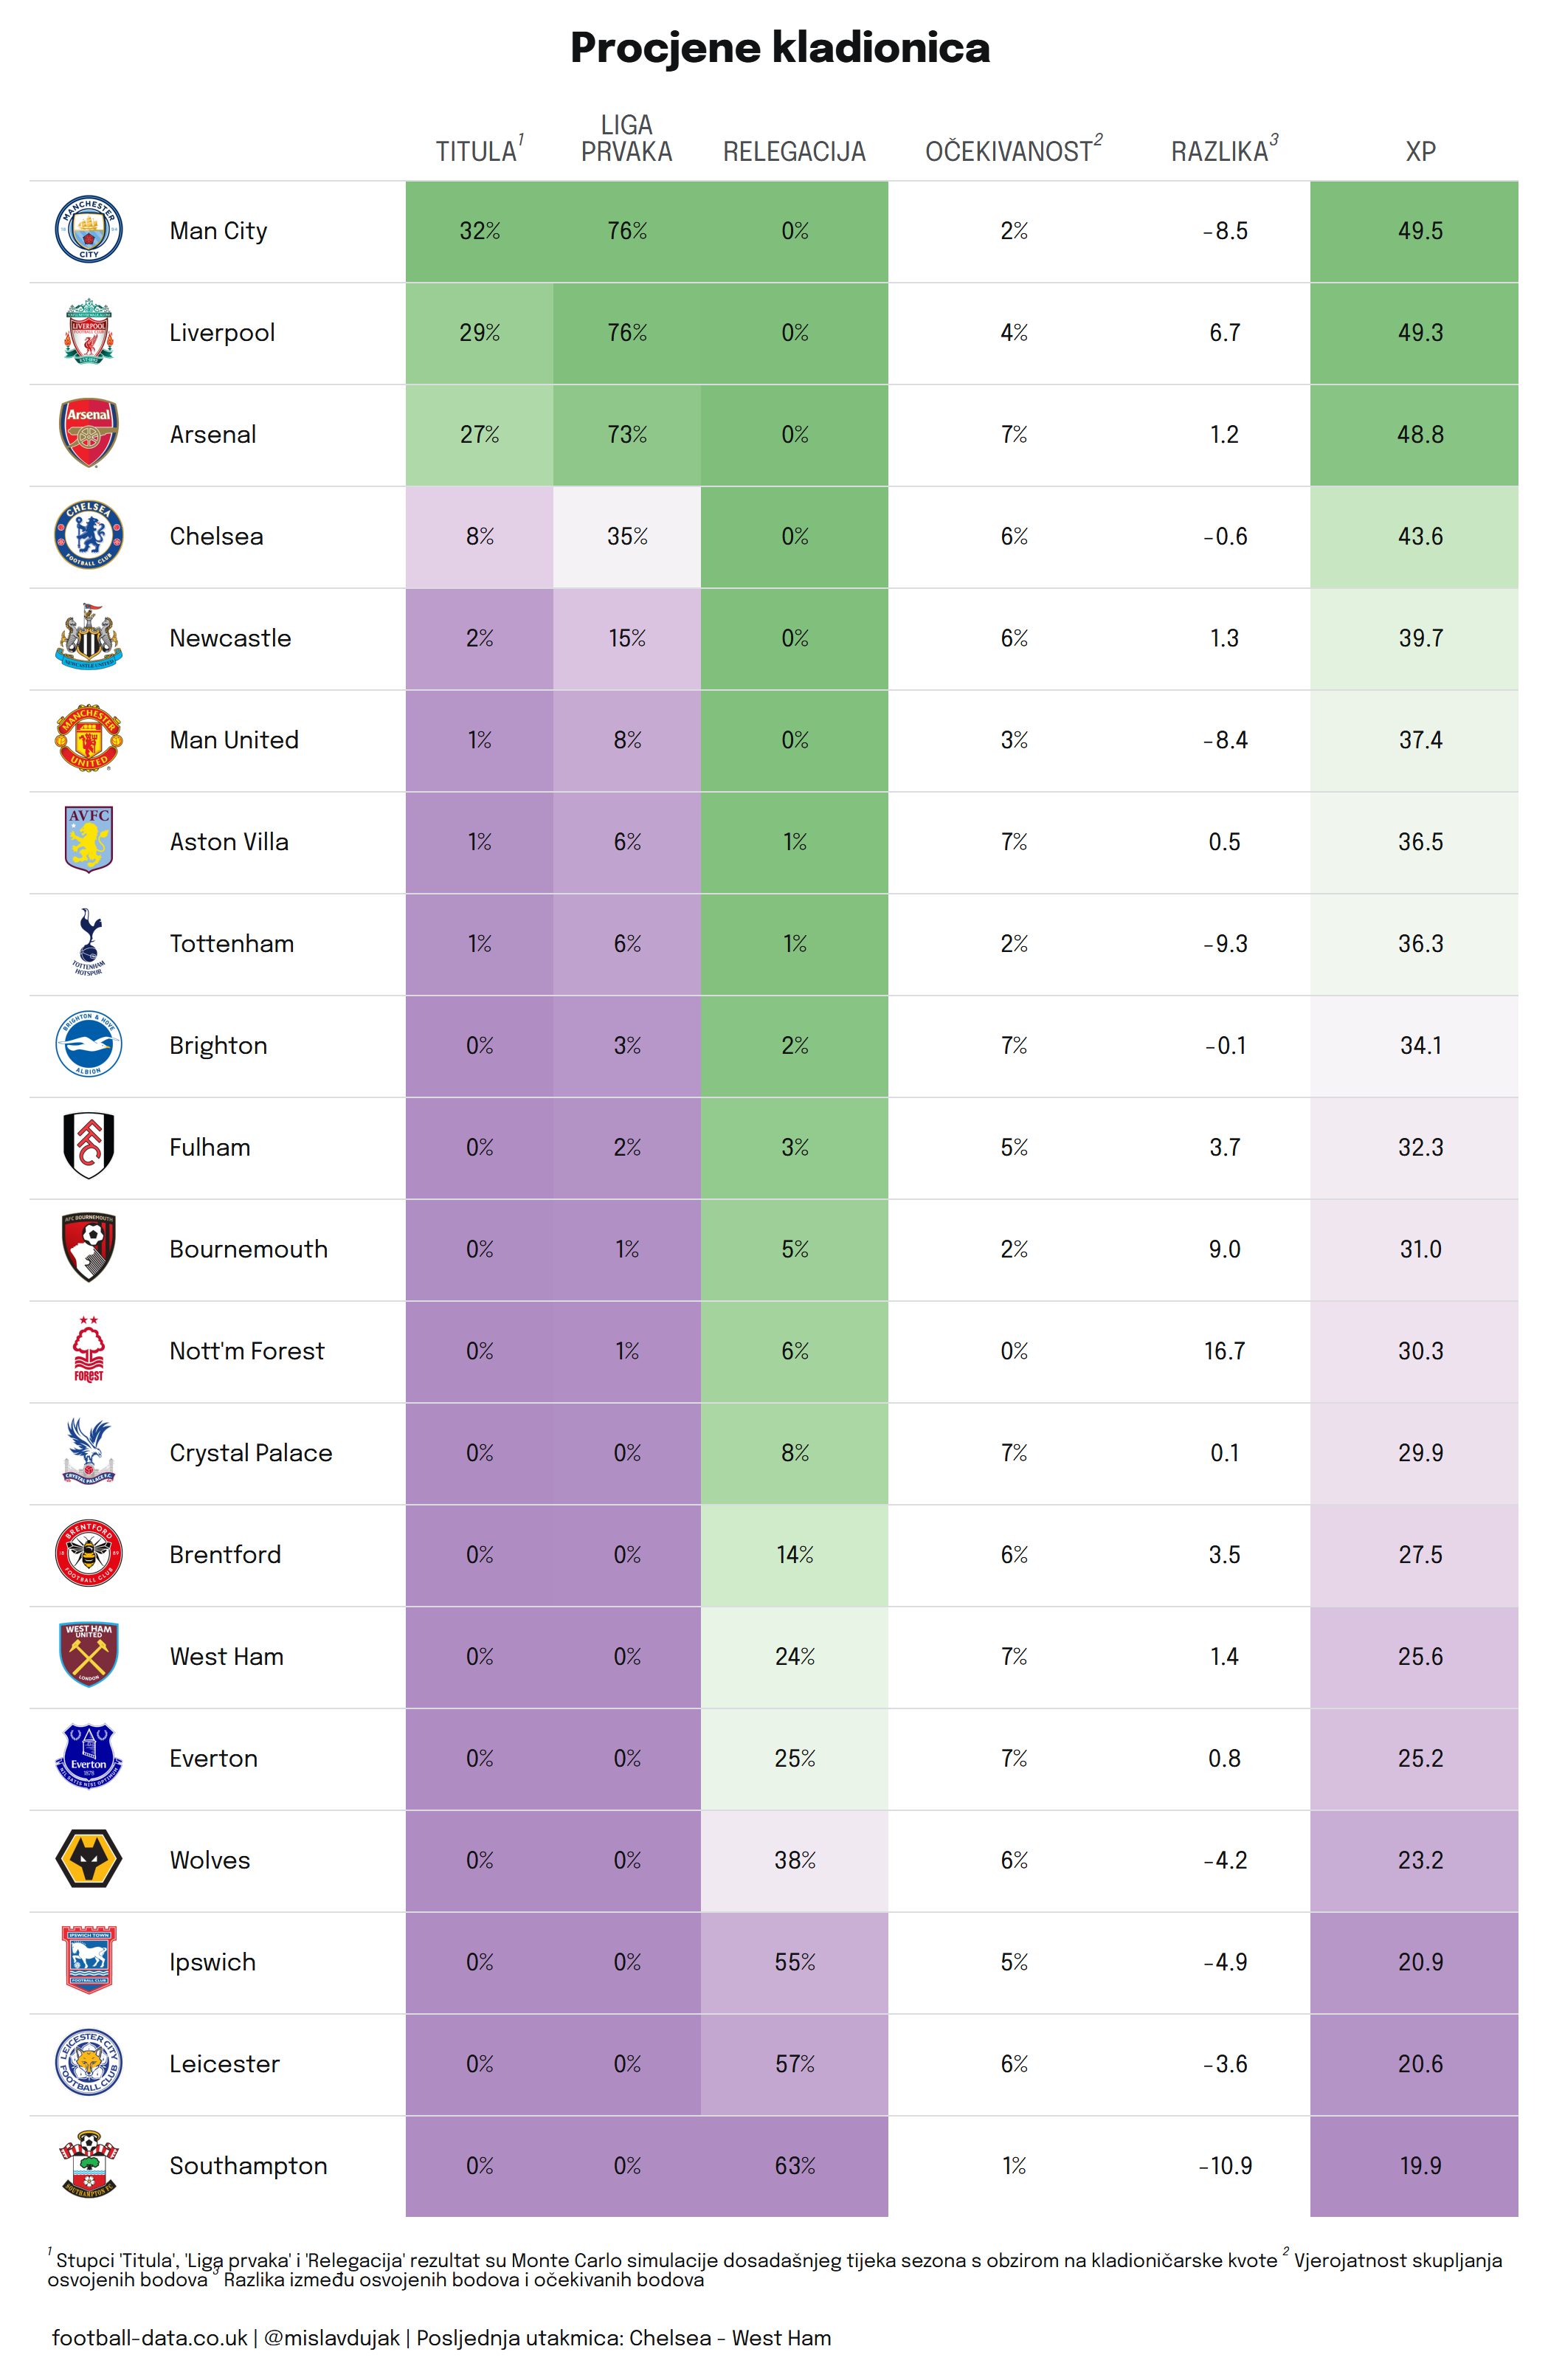 Procjene kladionica
TITULA¹ LIGA PRVAKA RELEGACIJA OČEKIVANOST² RAZLIKA³ XP
Man City 32% 76% 0% 2% -8.5 49.5
Liverpool 29% 76% 0% 4% 6.7 49.3
Arsenal 27% 73% 0% 7% 1.2 48.8
Chelsea 8% 35% 0% 6% -0.6 43.6
Newcastle 2% 15% 0% 6% 1.3 39.7
Man United 1% 8% 0% 3% -8.4 37.4
Aston Villa 1% 6% 1% 7% 0.5 36.5
Tottenham 1% 6% 1% 2% -9.3 36.3
Brighton 0% 3% 2% 7% -0.1 34.1
Fulham 0% 2% 3% 5% 3.7 32.3
Bournemouth 0% 1% 5% 2% 9.0 31.0
Nott'm Forest 0% 1% 6% 0% 16.7 30.3
Crystal Palace 0% 0% 8% 7% 0.1 29.9
Brentford 0% 0% 14% 6% 3.5 27.5
West Ham 0% 0% 24% 7% 1.4 25.6
Everton 0% 0% 25% 7% 0.8 25.2
Wolves 0% 0% 38% 6% -4.2 23.2
Ipswich 0% 0% 55% 5% -4.9 20.9
Leicester 0% 0% 57% 6% -3.6 20.6
Southampton 0% 0% 63% 1% -10.9 19.9
¹ Stupci 'Titula', 'Liga prvaka' i 'Relegacija' rezultat su Monte Carlo simulacije dosadašnjeg tijeka sezona s obzirom na kladioničarske kvote ² Vjerojatnost skupljanja
osvojenih bodova ³ Razlika između osvojenih bodova i očekivanih bodova
football-data.co.uk | @mislavdujak | Posljednja utakmica: Chelsea - West Ham